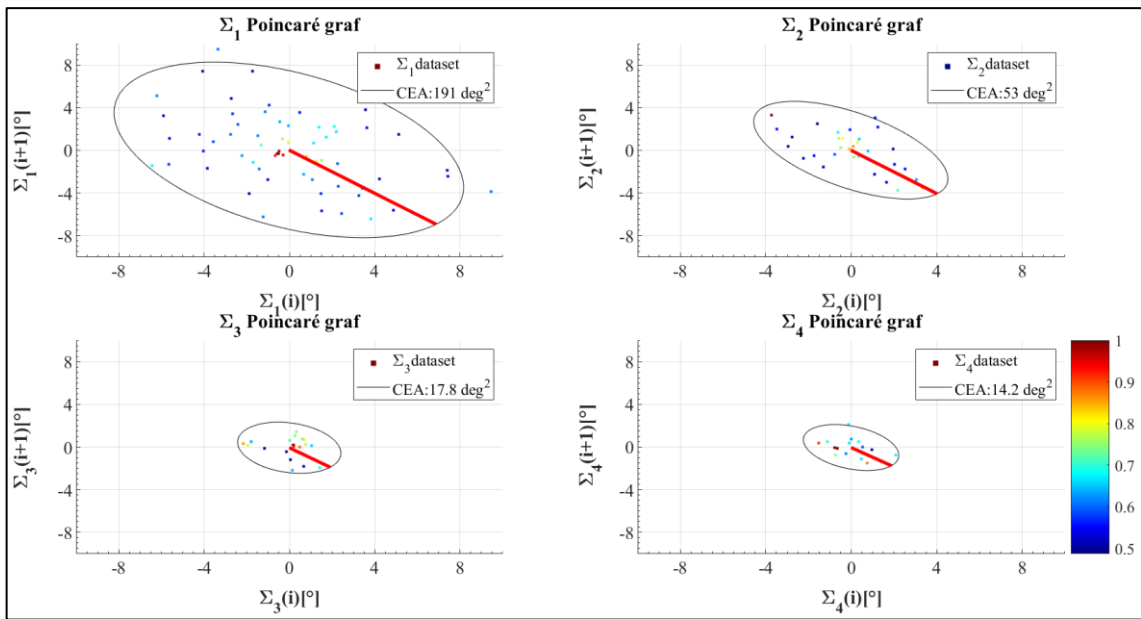 Σ1 Poincaré graf
8
4
0
-4
-8
-8
-4
0
4
8
Σ1(i+1)[°]
Σ1(i)[°]
Σ1dataset
CEA:191 deg2
Σ2 Poincaré graf
8
4
0
-4
-8
-8
-4
0
4
8
Σ2(i+1)[°]
Σ2(i)[°]
Σ2dataset
CEA:53 deg2
Σ3 Poincaré graf
8
4
0
-4
-8
-8
-4
0
4
8
Σ3(i+1)[°]
Σ3(i)[°]
Σ3dataset
CEA:17.8 deg2
Σ4 Poincaré graf
8
4
0
-4
-8
-8
-4
0
4
8
Σ4(i+1)[°]
Σ4(i)[°]
Σ4dataset
CEA:14.2 deg2
1
0.9
0.8
0.7
0.6
0.5